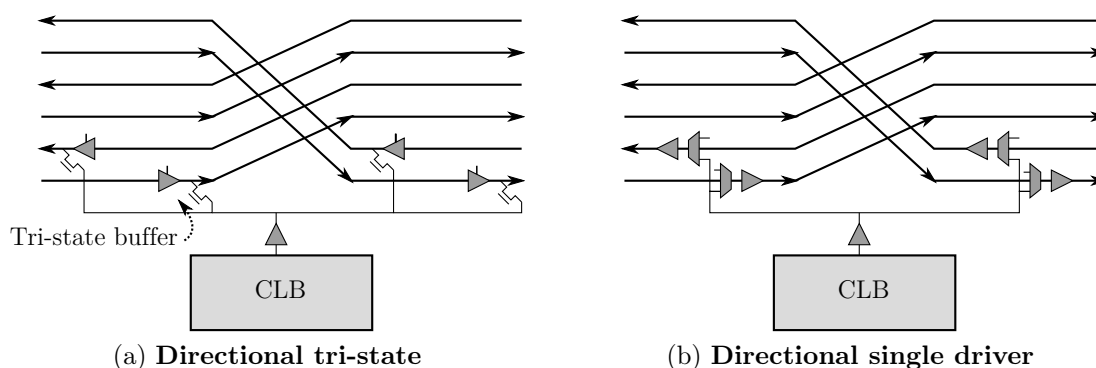 Tri-state buffer
CLB
CLB
(a) Directional tri-state
(b) Directional single driver